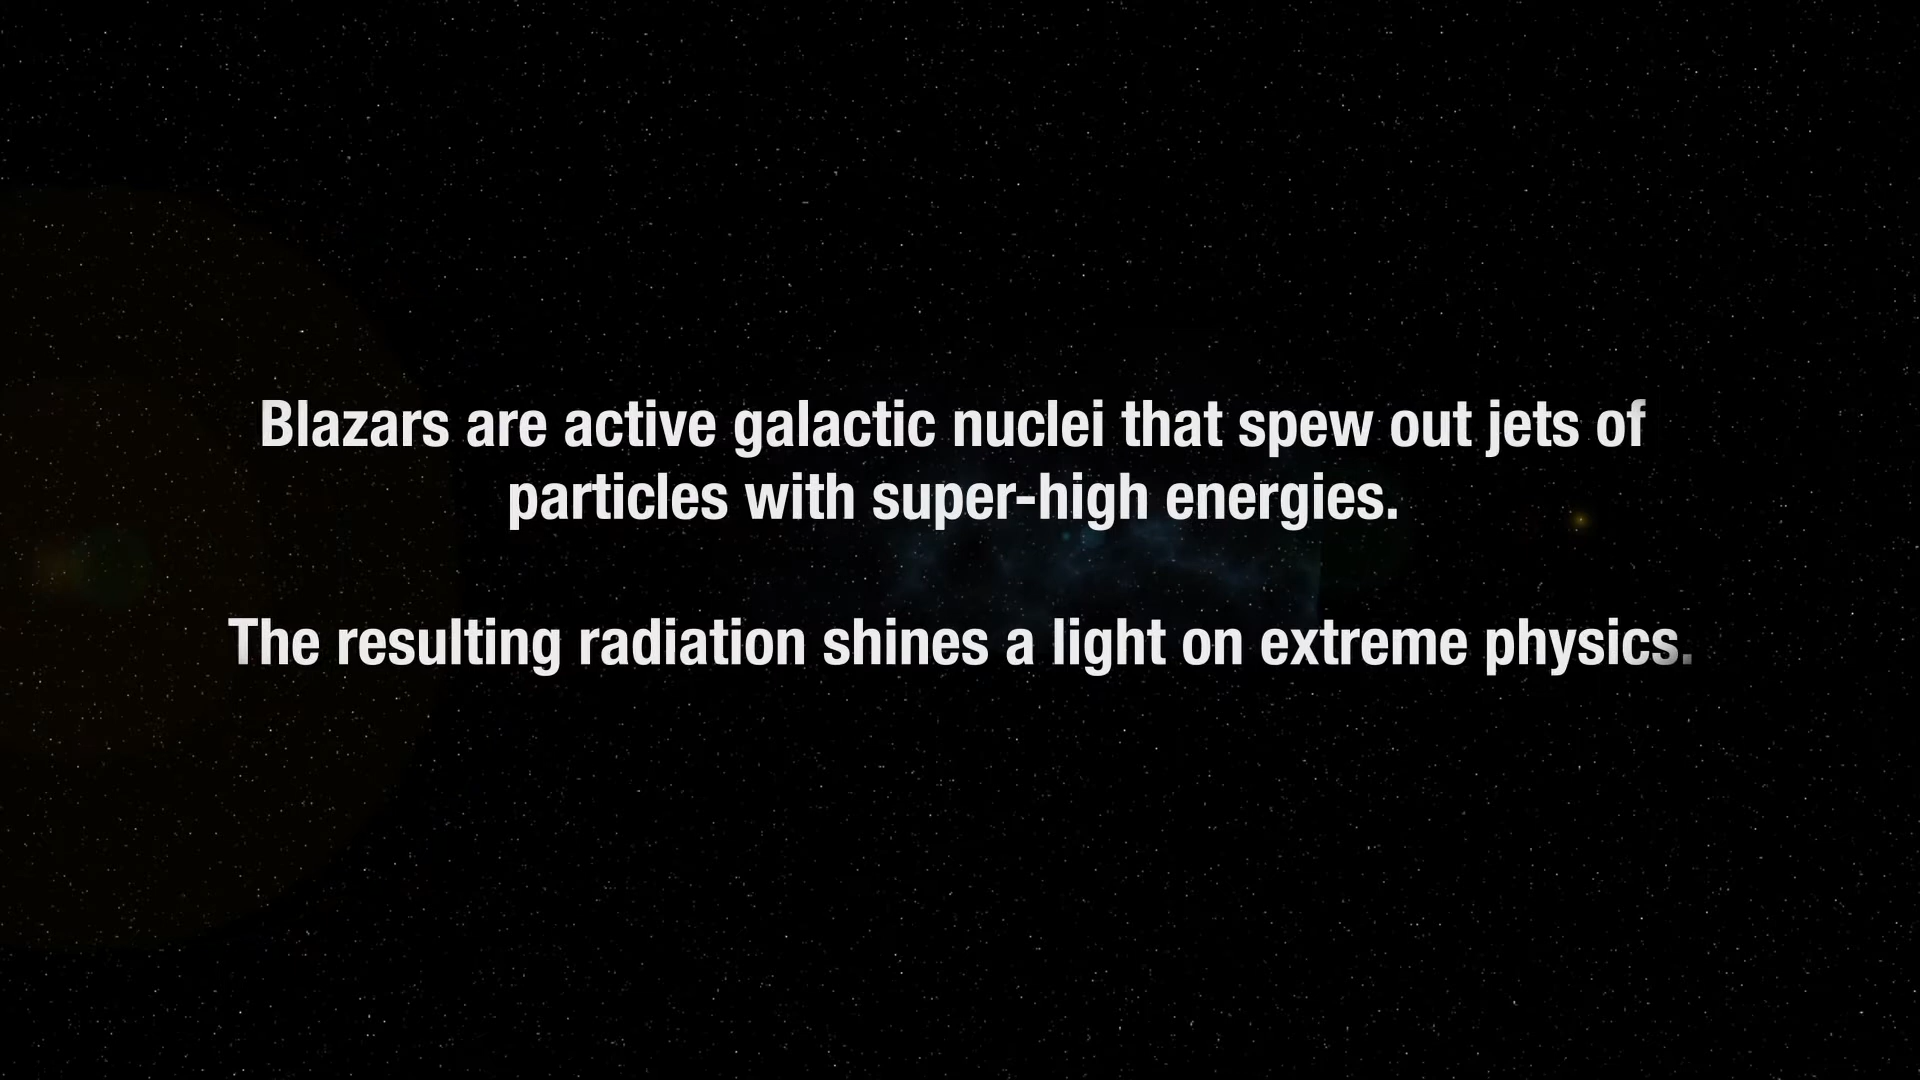 Blazars are active galactic nuclei that spew out jets of
particles with super-high energies.
The resulting radiation shines a light on extreme physics.